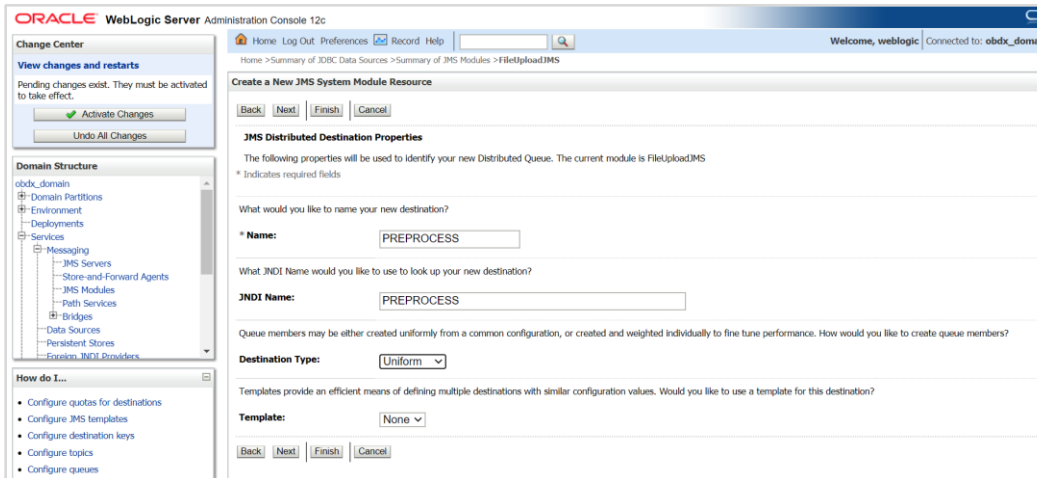 ORACLE WebLogic Server Administration Console 12c
Change Center
View changes and restarts
Pending changes exist. They must be activated
to take effect.
Activate Changes
Undo All Changes
Domain Structure
obdx_domain
Domain Partitions
Environment
Deployments
Services
Messaging
JMS Servers
Store-and-Forward Agents
JMS Modules
Path Services
Bridges
Data Sources
Persistent Stores
Foreign JNDI Providers
How do I...
Configure quotas for destinations
Configure JMS templates
Configure destination keys
Configure topics
Configure queues
Home Log Out Preferences Record Help
Welcome, weblogic Connected to: obdx_doma
Home >Summary of JDBC Data Sources >Summary of JMS Modules >FileUploadJMS
Create a New JMS System Module Resource
Back Next Finish Cancel
JMS Distributed Destination Properties
The following properties will be used to identify your new Distributed Queue. The current module is FileUploadJMS
* Indicates required fields
What would you like to name your new destination?
* Name: PREPROCESS
What JNDI Name would you like to use to look up your new destination?
JNDI Name: PREPROCESS
Queue members may be either created uniformly from a common configuration, or created and weighted individually to fine tune performance. How would you like to create queue members?
Destination Type: Uniform
Templates provide an efficient means of defining multiple destinations with similar configuration values. Would you like to use a template for this destination?
Template: None
Back Next Finish Cancel